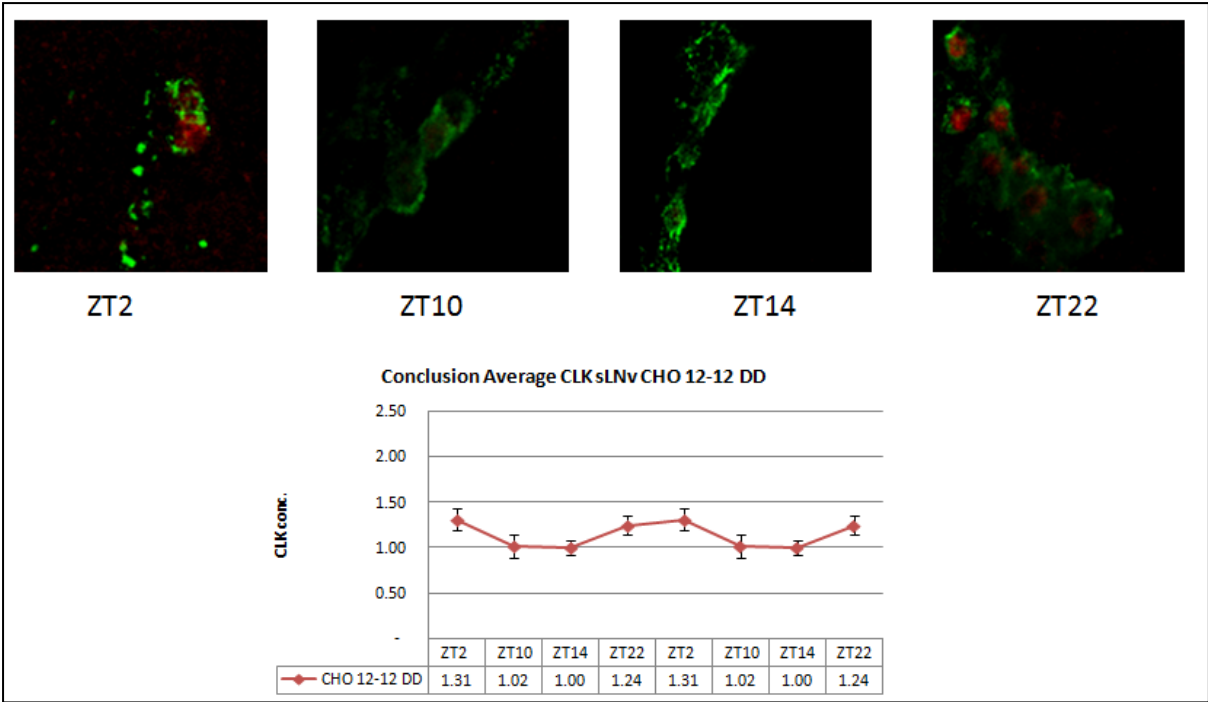 ZT2 ZT10 ZT14 ZT22
Conclusion Average CLK sLNv CHO 12-12 DD
2.50
2.00
1.50
1.00
0.50
-
CLK conc.
ZT2 ZT10 ZT14 ZT22 ZT2 ZT10 ZT14 ZT22
CHO 12-12 DD 1.31 1.02 1.00 1.24 1.31 1.02 1.00 1.24